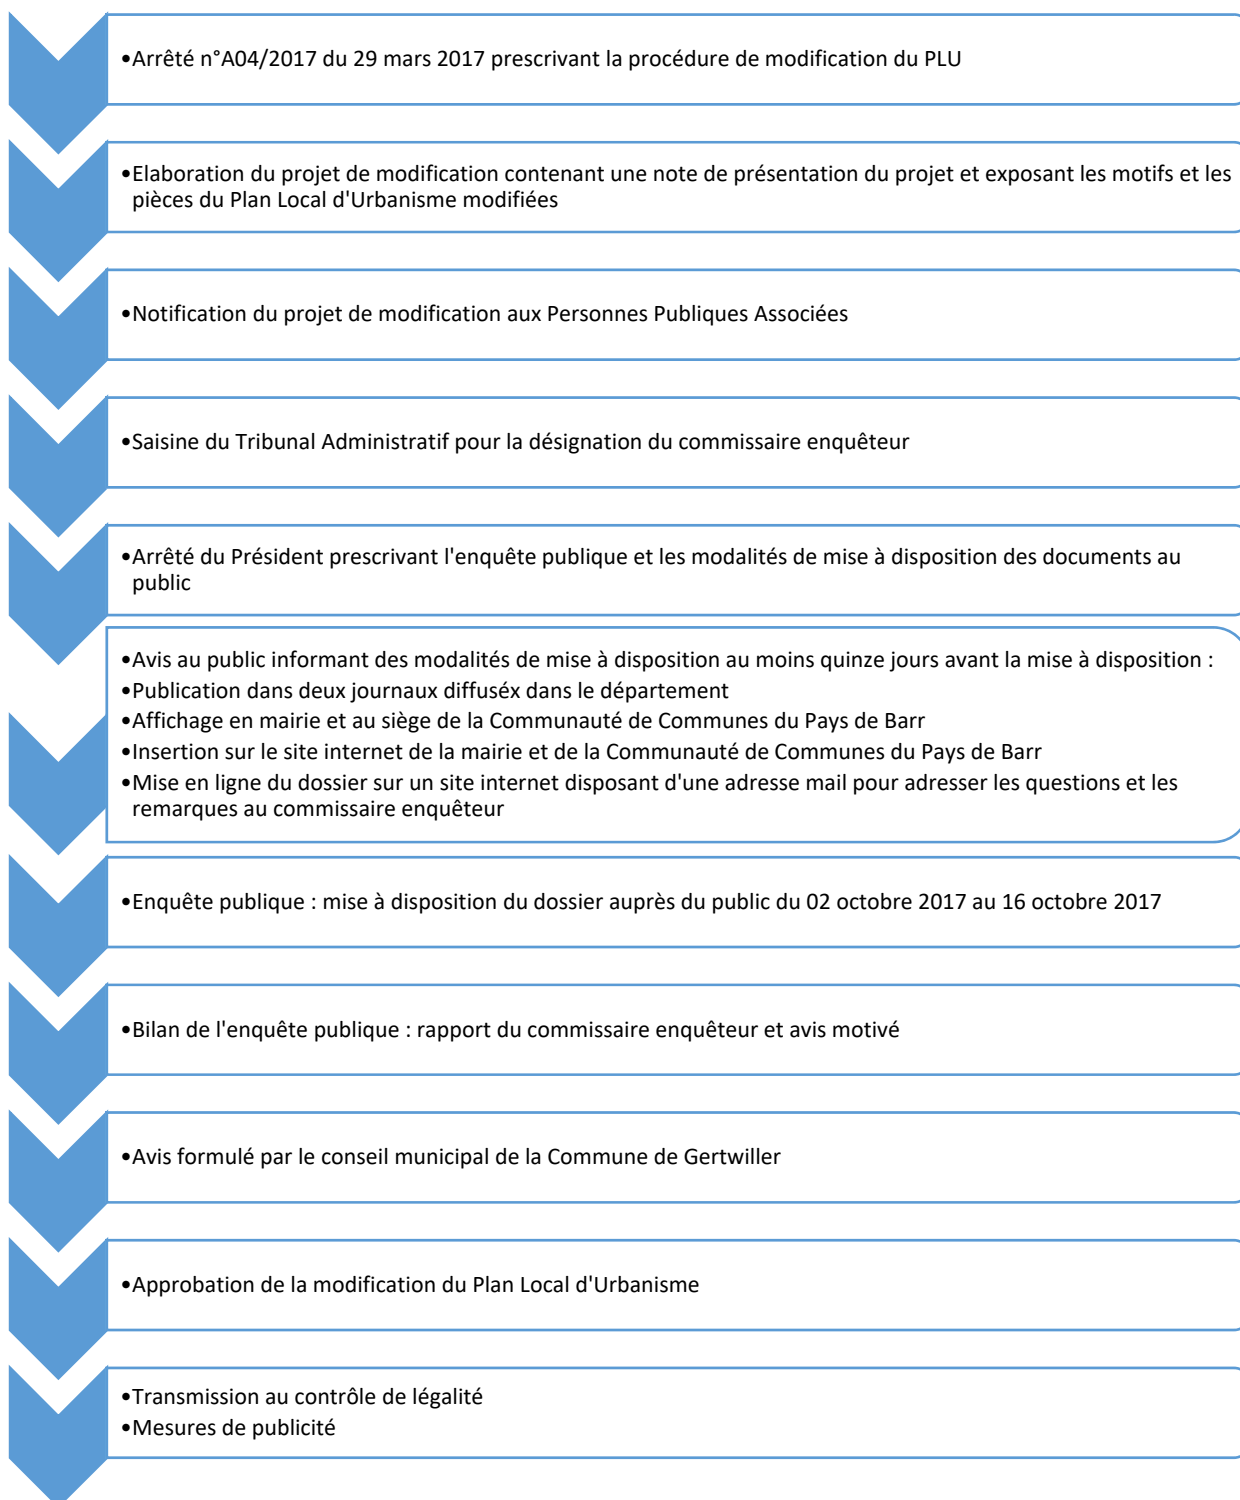 •Arrêté n°A04/2017 du 29 mars 2017 prescrivant la procédure de modification du PLU
•Elaboration du projet de modification contenant une note de présentation du projet et exposant les motifs et les
pièces du Plan Local d'Urbanisme modifiées
•Notification du projet de modification aux Personnes Publiques Associées
•Saisine du Tribunal Administratif pour la désignation du commissaire enquêteur
•Arrêté du Président prescrivant l'enquête publique et les modalités de mise à disposition des documents au
public
•Avis au public informant des modalités de mise à disposition au moins quinze jours avant la mise à disposition :
•Publication dans deux journaux diffuséx dans le département
•Affichage en mairie et au siège de la Communauté de Communes du Pays de Barr
•Insertion sur le site internet de la mairie et de la Communauté de Communes du Pays de Barr
•Mise en ligne du dossier sur un site internet disposant d'une adresse mail pour adresser les questions et les
remarques au commissaire enquêteur
•Enquête publique : mise à disposition du dossier auprès du public du 02 octobre 2017 au 16 octobre 2017
•Bilan de l'enquête publique : rapport du commissaire enquêteur et avis motivé
•Avis formulé par le conseil municipal de la Commune de Gertwiller
•Approbation de la modification du Plan Local d'Urbanisme
•Transmission au contrôle de légalité
•Mesures de publicité